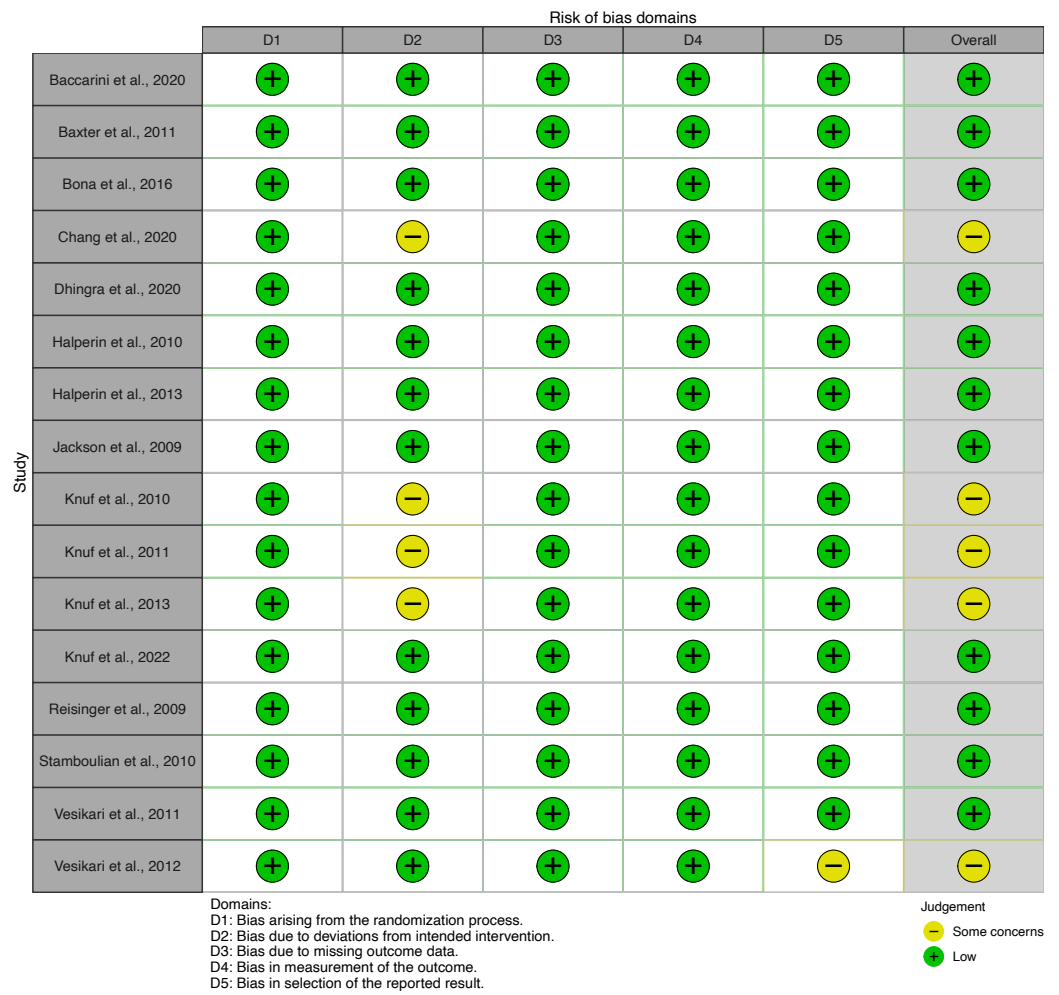 Risk of bias domains
D1 D2 D3 D4 D5 Overall
Study
Baccarini et al., 2020 + + + + + +
Baxter et al., 2011 + + + + + +
Bona et al., 2016 + + + + + +
Chang et al., 2020 + − + + + −
Dhingra et al., 2020 + + + + + +
Halperin et al., 2010 + + + + + +
Halperin et al., 2013 + + + + + +
Jackson et al., 2009 + + + + + +
Knuf et al., 2010 + − + + + −
Knuf et al., 2011 + − + + + −
Knuf et al., 2013 + − + + + −
Knuf et al., 2022 + + + + + +
Reisinger et al., 2009 + + + + + +
Stamboulian et al., 2010 + + + + + +
Vesikari et al., 2011 + + + + + +
Vesikari et al., 2012 + + + + − −
Domains:
D1: Bias arising from the randomization process.
D2: Bias due to deviations from intended intervention.
D3: Bias due to missing outcome data.
D4: Bias in measurement of the outcome.
D5: Bias in selection of the reported result.
Judgement
− Some concerns
+ Low